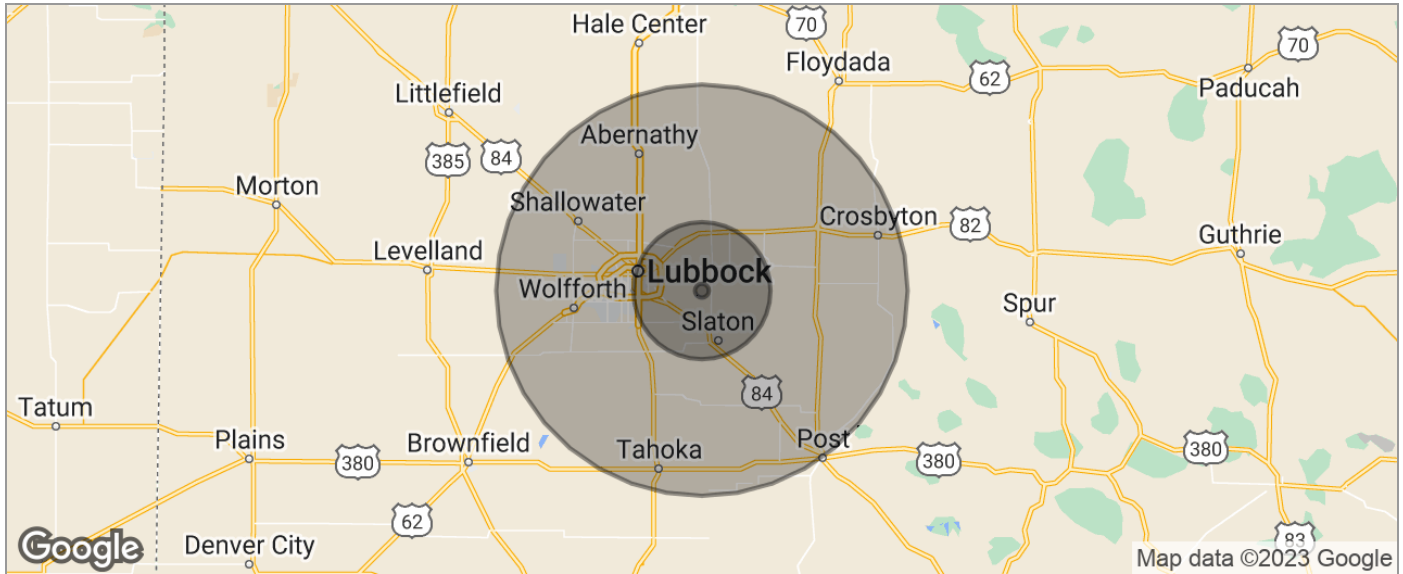 Hale Center
70
Floydada
62
70
Paducah
Littlefield
Abernathy
385
84
Morton
Shallowater
Crosbyton
82
Guthrie
Levelland
Lubbock
Wolfforth
Spur
Slaton
84
Tatum
Plains
Brownfield
Tahoka
Post
380
380
380
62
Denver City
83
Google
Map data ©2023 Google